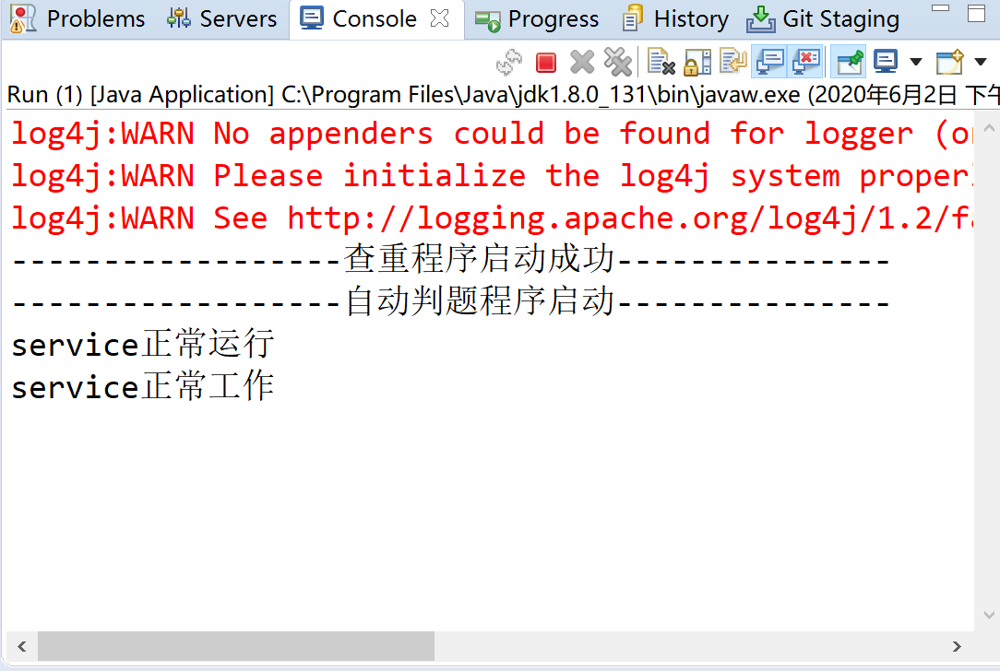 Problems Servers Console Progress History Git Staging
Run (1) [Java Application] C:\Program Files\Java\jdk1.8.0_131\bin\javaw.exe (2020年6月2日 下午
log4j:WARN No appenders could be found for logger (or
log4j:WARN Please initialize the log4j system proper
log4j:WARN See http://logging.apache.org/log4j/1.2/fa
------------------查重程序启动成功---------------
------------------自动判题程序启动---------------
service正常运行
service正常工作